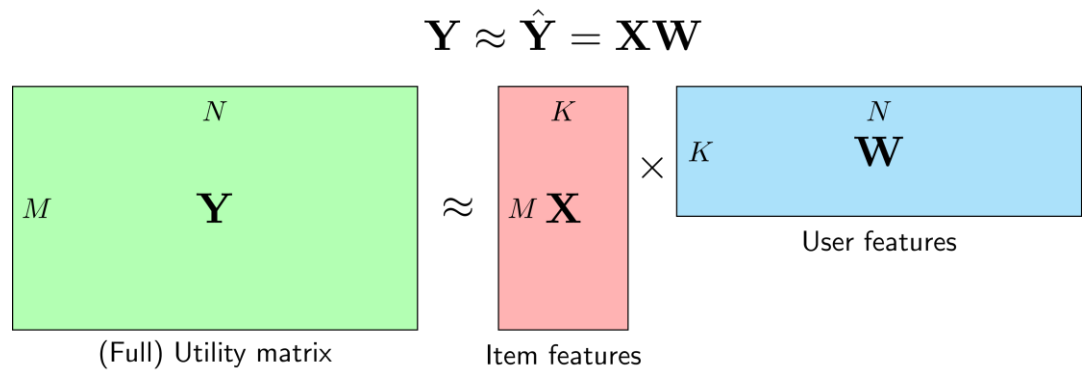 Y ≈ Ŷ = XW
N
K
N
K
W
M
Y
≈
M
X
×
User features
(Full) Utility matrix
Item features